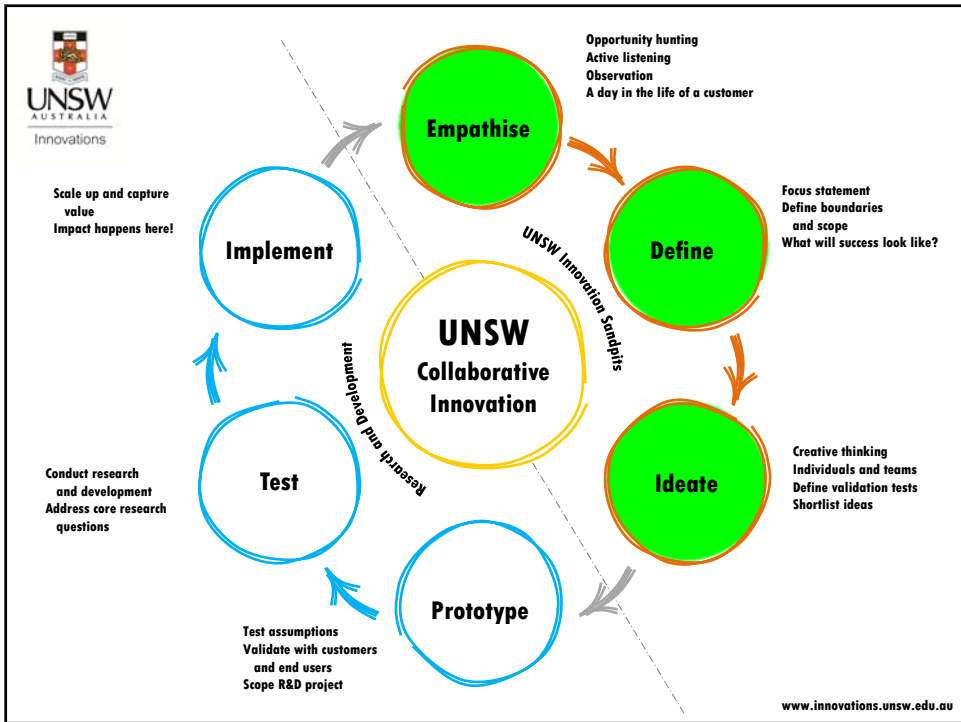 UNSW
AUSTRALIA
Innovations
Opportunity hunting
Active listening
Observation
A day in the life of a customer
Empathise
Focus statement
Define boundaries
and scope
What will success look like?
Define
Creative thinking
Individuals and teams
Define validation tests
Shortlist ideas
Ideate
UNSW Innovation Sandpits
UNSW
Collaborative
Innovation
Research and Development
Prototype
Test assumptions
Validate with customers
and end users
Scope R&D project
Test
Conduct research
and development
Address core research
questions
Implement
Scale up and capture
value
Impact happens here!
www.innovations.unsw.edu.au